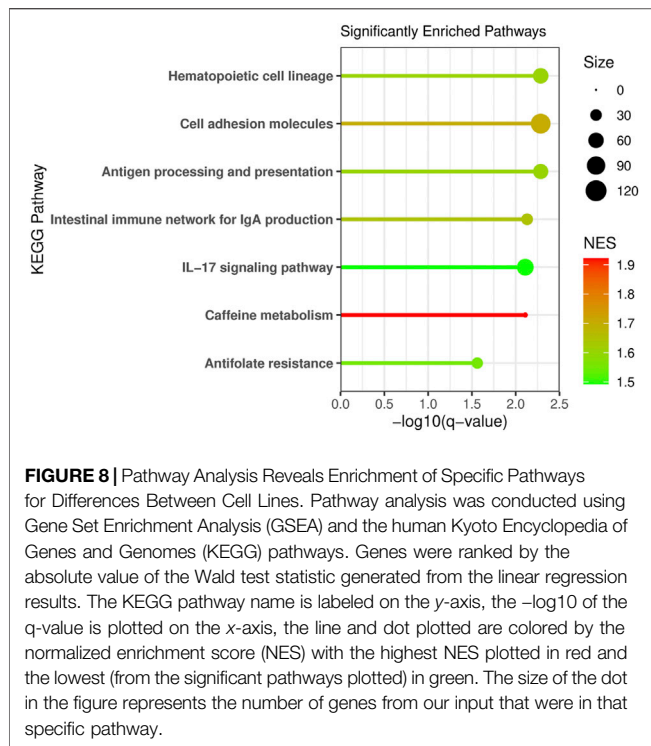 Significantly Enriched Pathways
KEGG Pathway
Hematopoietic cell lineage
Cell adhesion molecules
Antigen processing and presentation
Intestinal immune network for IgA production
IL−17 signaling pathway
Caffeine metabolism
Antifolate resistance
0.0 0.5 1.0 1.5 2.0 2.5
−log10(q−value)
Size
0
30
60
90
120
NES
1.9
1.8
1.7
1.6
1.5
FIGURE 8 | Pathway Analysis Reveals Enrichment of Specific Pathways
for Differences Between Cell Lines. Pathway analysis was conducted using
Gene Set Enrichment Analysis (GSEA) and the human Kyoto Encyclopedia of
Genes and Genomes (KEGG) pathways. Genes were ranked by the
absolute value of the Wald test statistic generated from the linear regression
results. The KEGG pathway name is labeled on the y-axis, the −log10 of the
q-value is plotted on the x-axis, the line and dot plotted are colored by the
normalized enrichment score (NES) with the highest NES plotted in red and
the lowest (from the significant pathways plotted) in green. The size of the dot
in the figure represents the number of genes from our input that were in that
specific pathway.